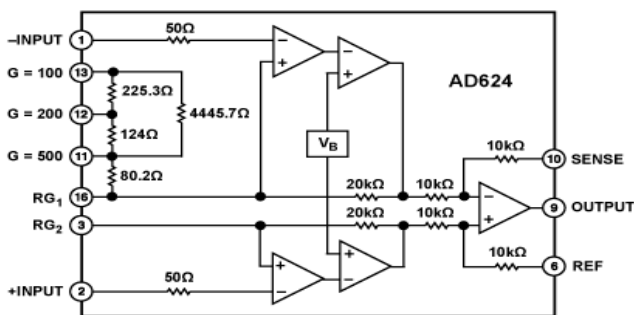 –INPUT
1
50Ω
–
+
–
+
AD624
G = 100
13
225.3Ω
G = 200
12
4445.7Ω
124Ω
G = 500
11
VB
80.2Ω
10kΩ
10
SENSE
RG1
16
20kΩ
10kΩ
–
+
9
OUTPUT
RG2
3
20kΩ
10kΩ
10kΩ
6
REF
+INPUT
2
50Ω
+
–
+
–